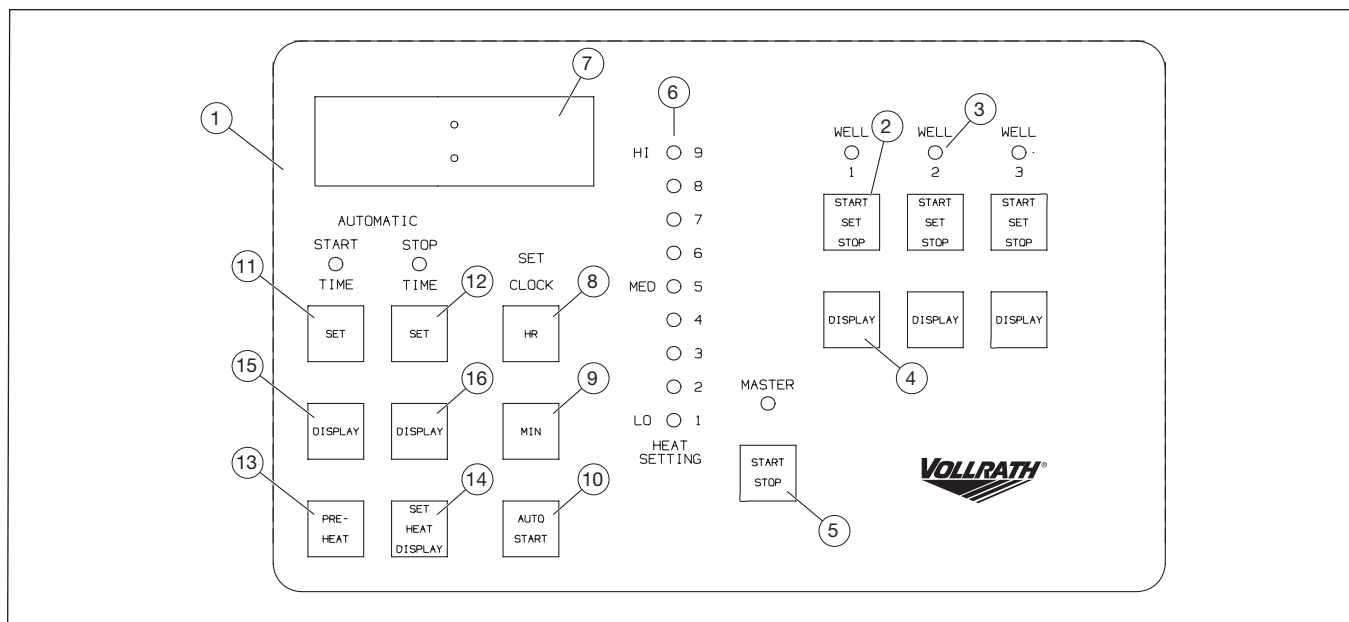 7
6
1
2
3
WELL
WELL
WELL
HI 9
1
2
3
8
START
SET
STOP
START
SET
STOP
START
SET
STOP
7
AUTOMATIC
START
TIME
STOP
TIME
SET
CLOCK
6
11
12
8
MED 5
SET
SET
HR
DISPLAY
DISPLAY
DISPLAY
4
3
4
15
16
9
2
MASTER
DISPLAY
DISPLAY
MIN
LO 1
HEAT
SETTING
13
14
10
START
STOP
VOLLRATH®
PRE-
HEAT
SET
HEAT
DISPLAY
AUTO
START
5